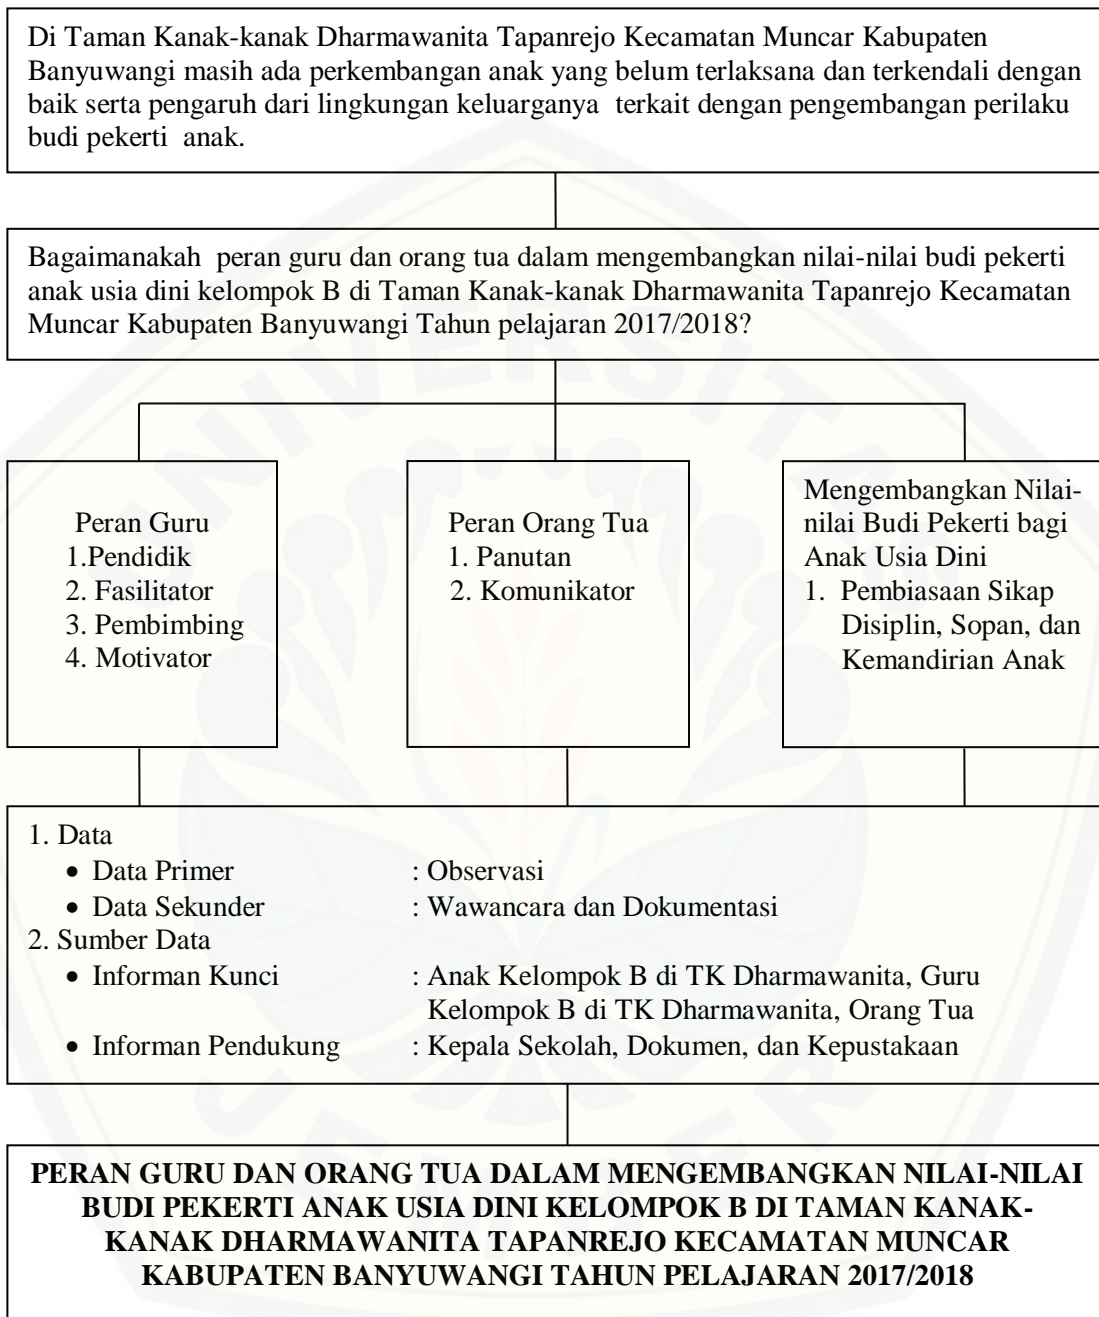 Di Taman Kanak-kanak Dharmawanita Tapanrejo Kecamatan Muncar Kabupaten
Banyuwangi masih ada perkembangan anak yang belum terlaksana dan terkendali dengan
baik serta pengaruh dari lingkungan keluarganya terkait dengan pengembangan perilaku
budi pekerti anak.
Bagaimanakah peran guru dan orang tua dalam mengembangkan nilai-nilai budi pekerti
anak usia dini kelompok B di Taman Kanak-kanak Dharmawanita Tapanrejo Kecamatan
Muncar Kabupaten Banyuwangi Tahun pelajaran 2017/2018?
Peran Guru
1.Pendidik
2. Fasilitator
3. Pembimbing
4. Motivator
Peran Orang Tua
1. Panutan
2. Komunikator
Mengembangkan Nilai-
nilai Budi Pekerti bagi
Anak Usia Dini
1. Pembiasaan Sikap
Disiplin, Sopan, dan
Kemandirian Anak
1. Data
• Data Primer : Observasi
• Data Sekunder : Wawancara dan Dokumentasi
2. Sumber Data
• Informan Kunci : Anak Kelompok B di TK Dharmawanita, Guru
Kelompok B di TK Dharmawanita, Orang Tua
• Informan Pendukung : Kepala Sekolah, Dokumen, dan Kepustakaan
PERAN GURU DAN ORANG TUA DALAM MENGEMBANGKAN NILAI-NILAI
BUDI PEKERTI ANAK USIA DINI KELOMPOK B DI TAMAN KANAK-
KANAK DHARMAWANITA TAPANREJO KECAMATAN MUNCAR
KABUPATEN BANYUWANGI TAHUN PELAJARAN 2017/2018
UNIVERSITAS
JEMBER